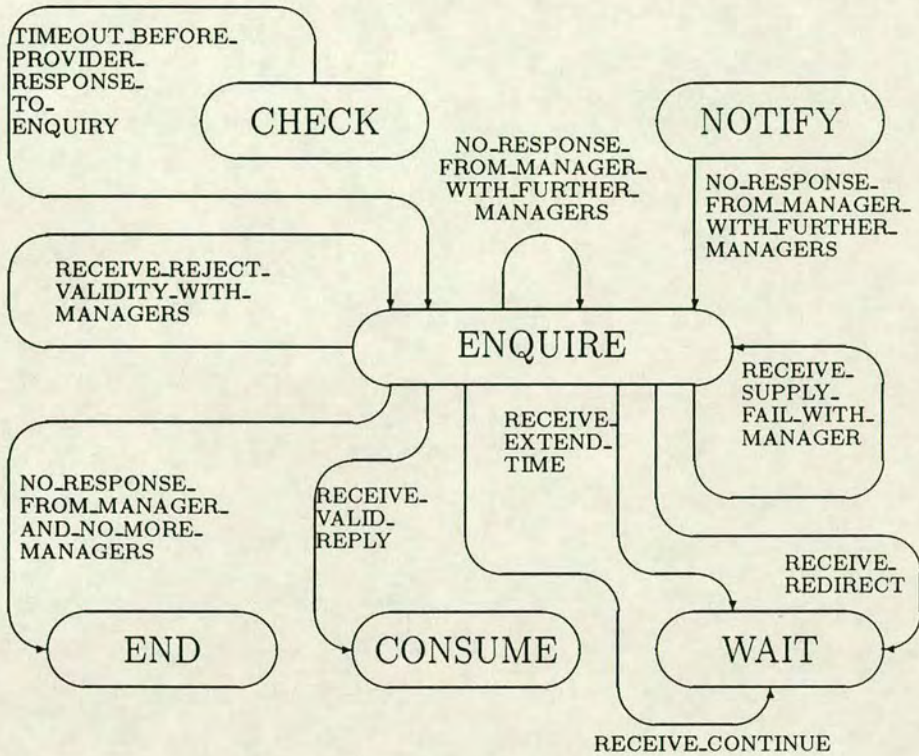 TIMEOUT_BEFORE_
PROVIDER_
RESPONSE_
TO_
ENQUIRY
CHECK
NOTIFY
NO_RESPONSE_
FROM_MANAGER_
WITH_FURTHER_
MANAGERS
NO_RESPONSE_
FROM_MANAGER_
WITH_FURTHER_
MANAGERS
RECEIVE_REJECT_
VALIDITY_WITH_
MANAGERS
ENQUIRE
RECEIVE_
SUPPLY_
FAIL_WITH_
MANAGER
RECEIVE_
EXTEND_
TIME
NO_RESPONSE_
FROM_MANAGER_
AND_NO_MORE_
MANAGERS
RECEIVE_
VALID_
REPLY
RECEIVE_
REDIRECT
END
CONSUME
WAIT
RECEIVE_CONTINUE